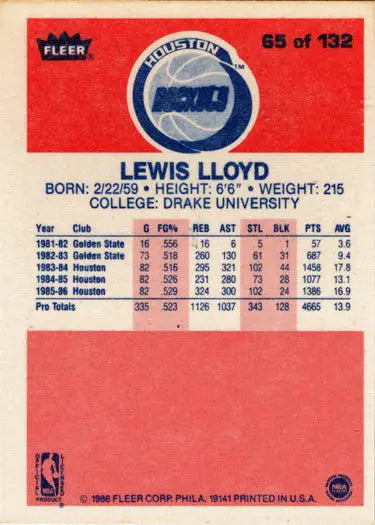 FLEER®
HOUSTON
ROCKETS
TM
65 of 132
LEWIS LLOYD
BORN: 2/22/59 • HEIGHT: 6'6" • WEIGHT: 215
COLLEGE: DRAKE UNIVERSITY
Year Club G FG% REB AST STL BLK PTS AVG
1981-82 Golden State 16 .556 16 6 5 1 57 3.6
1982-83 Golden State 73 .518 260 130 61 31 687 9.4
1983-84 Houston 82 .516 295 321 102 44 1458 17.8
1984-85 Houston 82 .526 231 280 73 28 1077 13.1
1985-86 Houston 82 .529 324 300 102 24 1386 16.9
Pro Totals 335 .523 1126 1037 343 128 4665 13.9
OFFICIAL LICENSED
PRODUCT
NBA
© 1986 FLEER CORP. PHILA. 19141 PRINTED IN U.S.A.